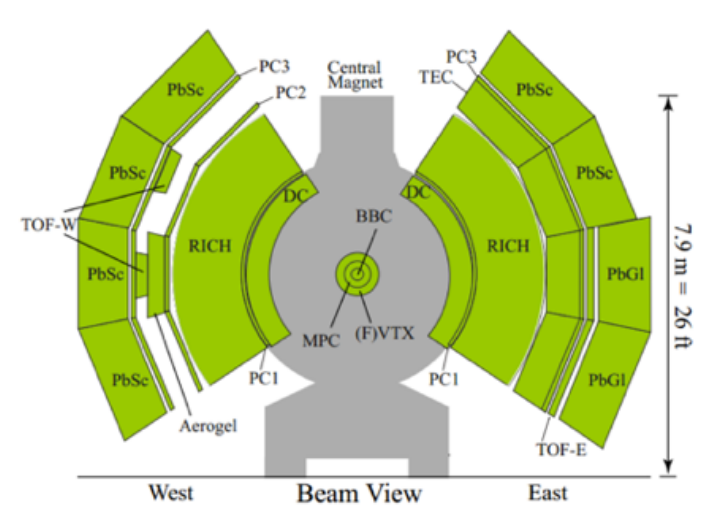 PC3
PbSc
PC2
Central
Magnet
PC3
TEC
PbSc
PbSc
DC
DC
PbSc
TOF-W
BBC
RICH
RICH
PbSc
PbGl
7.9 m = 26 ft
MPC
(F)VTX
PbSc
PC1
PC1
PbGl
Aerogel
TOF-E
West
Beam View
East